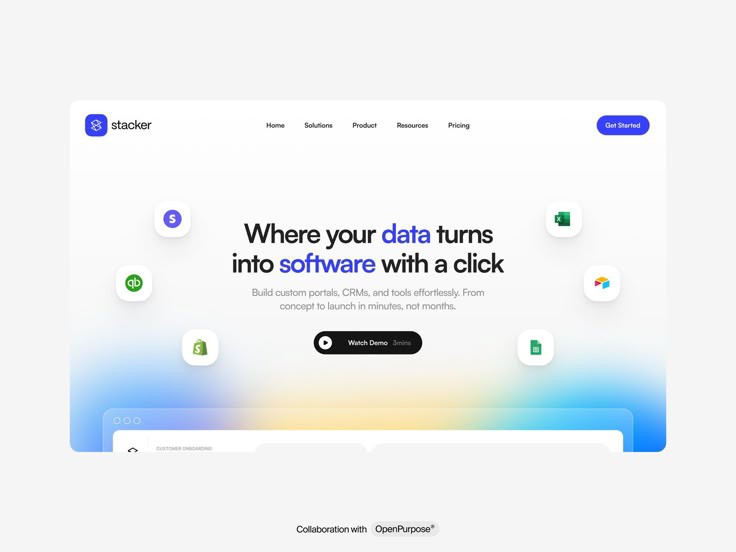 stacker
Home Solutions Product Resources Pricing
Get Started
Where your data turns
into software with a click
Build custom portals, CRMs, and tools effortlessly. From
concept to launch in minutes, not months.
Watch Demo 3mins
S
X
qb
S
CUSTOMER ONBOARDING
Collaboration with OpenPurpose®